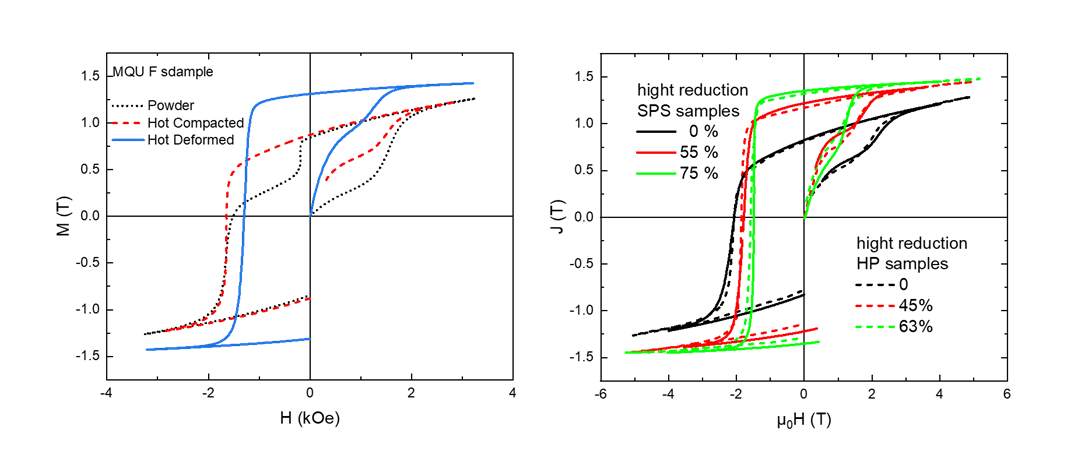 MQU F sdample
Powder
Hot Compacted
Hot Deformed
1.5
1.0
0.5
0.0
-0.5
-1.0
-1.5
-4
-2
0
2
4
M (T)
H (kOe)
hight reduction
SPS samples
0 %
55 %
75 %
hight reduction
HP samples
0
45%
63%
1.5
1.0
0.5
0.0
-0.5
-1.0
-1.5
-6
-4
-2
0
2
4
6
J (T)
μ0H (T)